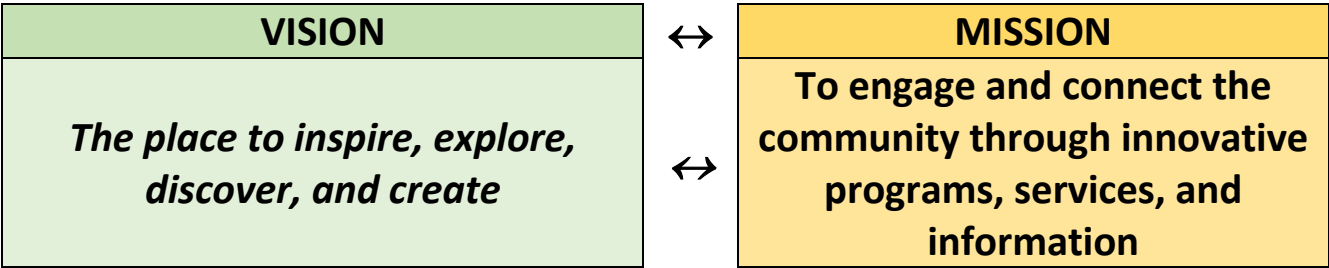 VISION ↔ MISSION
The place to inspire, explore,
discover, and create
↔
To engage and connect the
community through innovative
programs, services, and
information